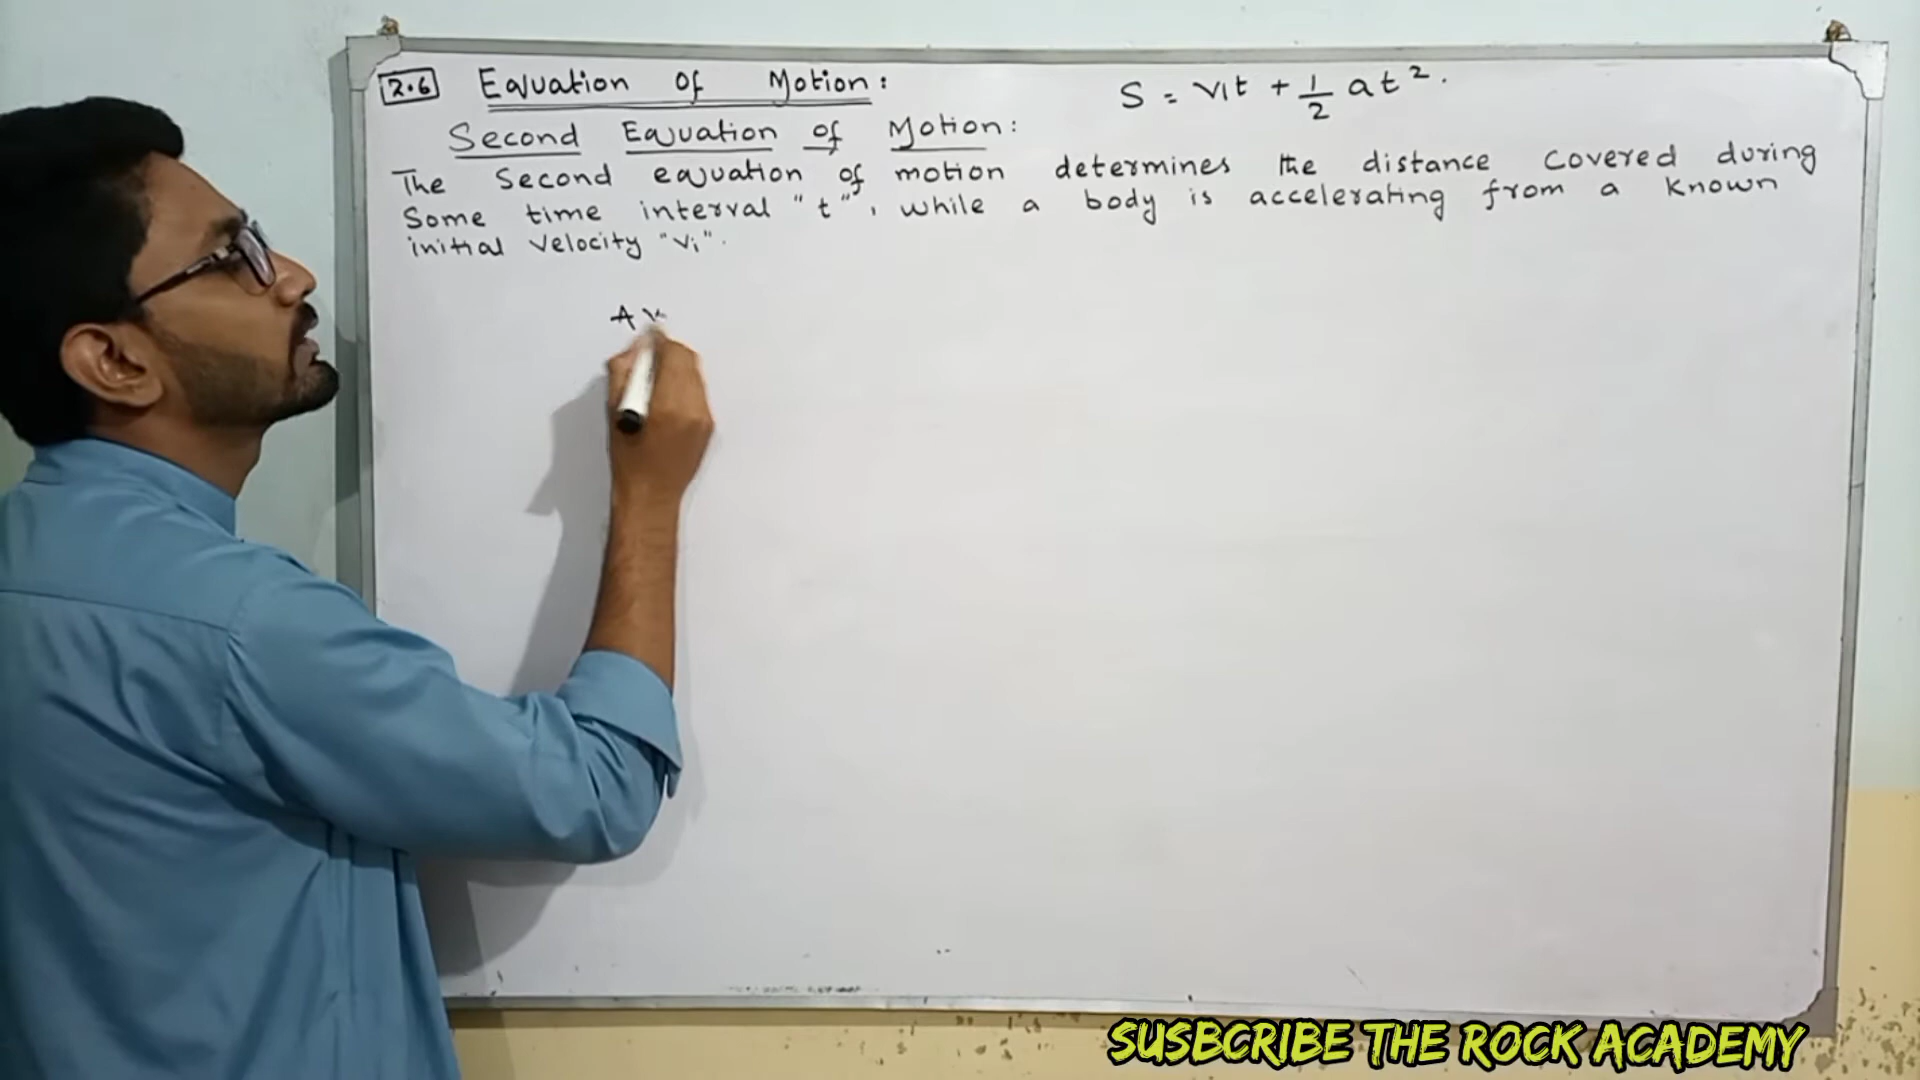 2.6 Equation of Motion:
S = Vit + 1/2 at².
Second Equation of Motion:
The Second equation of motion determines the distance covered during
Some time interval "t", while a body is accelerating from a known
initial Velocity "Vi".
Av
SUSBCRIBE THE ROCK ACADEMY